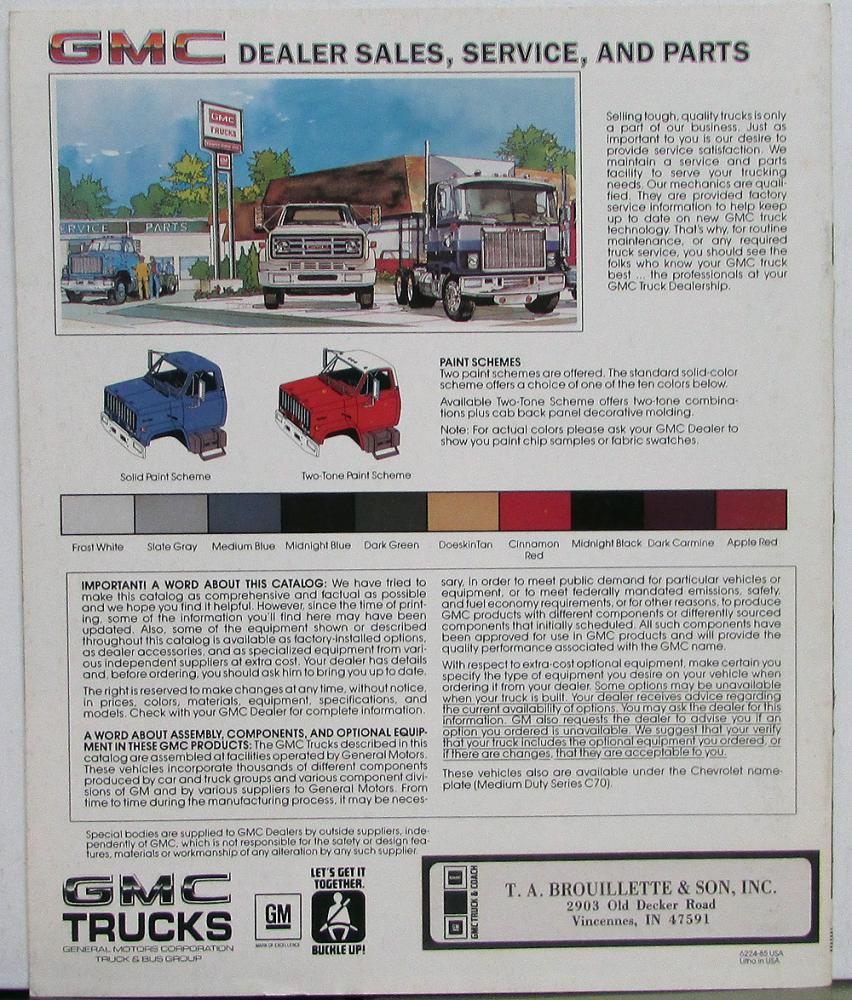 GMC DEALER SALES, SERVICE, AND PARTS
GMC
TRUCKS
RVICE PARTS
Selling tough, quality trucks is only
a part of our business. Just as
important to you is our desire to
provide service satisfaction. We
maintain a service and parts
facility to serve your trucking
needs. Our mechanics are quali-
fied. They are provided factory
service information to help keep
up to date on new GMC truck
technology. That's why, for routine
maintenance, or any required
truck service, you should see the
folks who know your GMC truck
best ... the professionals at your
GMC Truck Dealership.
PAINT SCHEMES
Two paint schemes are offered. The standard solid-color
scheme offers a choice of one of the ten colors below.
Available Two-Tone Scheme offers two-tone combina-
tions plus cab back panel decorative molding.
Note: For actual colors please ask your GMC Dealer to
show you paint chip samples or fabric swatches.
Solid Paint Scheme
Two-Tone Paint Scheme
Frost White Slate Gray Medium Blue Midnight Blue Dark Green DoeskinTan Cinnamon Midnight Black Dark Carmine Apple Red
Red
IMPORTANT! A WORD ABOUT THIS CATALOG: We have tried to
make this catalog as comprehensive and factual as possible
and we hope you find it helpful. However, since the time of print-
ing, some of the information you'll find here may have been
updated. Also, some of the equipment shown or described
throughout this catalog is available as factory-installed options,
as dealer accessories, and as specialized equipment from vari-
ous independent suppliers at extra cost. Your dealer has details
and, before ordering, you should ask him to bring you up to date.
The right is reserved to make changes at any time, without notice,
in prices, colors, materials, equipment, specifications, and
models. Check with your GMC Dealer for complete information.
A WORD ABOUT ASSEMBLY, COMPONENTS, AND OPTIONAL EQUIP-
MENT IN THESE GMC PRODUCTS: The GMC Trucks described in this
catalog are assembled at facilities operated by General Motors.
These vehicles incorporate thousands of different components
produced by car and truck groups and various component divi-
sions of GM and by various suppliers to General Motors. From
time to time during the manufacturing process, it may be neces-
sary, in order to meet public demand for particular vehicles or
equipment, or to meet federally mandated emissions, safety,
and fuel economy requirements, or for other reasons, to produce
GMC products with different components or differently sourced
components that initially scheduled. All such components have
been approved for use in GMC products and will provide the
quality performance associated with the GMC name.
With respect to extra-cost optional equipment, make certain you
specify the type of equipment you desire on your vehicle when
ordering it from your dealer. Some options may be unavailable
when your truck is built. Your dealer receives advice regarding
the current availability of options. You may ask the dealer for this
information. GM also requests the dealer to advise you if an
option you ordered is unavailable. We suggest that your verify
that your truck includes the optional equipment you ordered, or
if there are changes, that they are acceptable to you.
These vehicles also are available under the Chevrolet name-
plate (Medium Duty Series C70).
Special bodies are supplied to GMC Dealers by outside suppliers, inde-
pendently of GMC, which is not responsible for the safety or design fea-
tures, materials or workmanship of any alteration by any such supplier.
GMC
TRUCKS
GENERAL MOTORS CORPORATION
TRUCK & BUS GROUP
GM
MARK OF EXCELLENCE
LET'S GET IT
TOGETHER.
BUCKLE UP!
GMC TRUCK & COACH
T. A. BROUILLETTE & SON, INC.
2903 Old Decker Road
Vincennes, IN 47591
6224-85 USA
Litho in USA